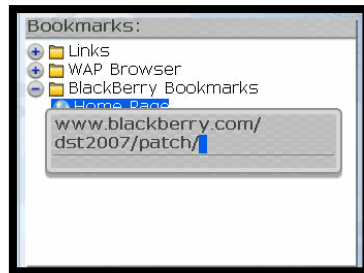 Bookmarks:
Links
WAP Browser
BlackBerry Bookmarks
Home Page
www.blackberry.com/
dst2007/patch/